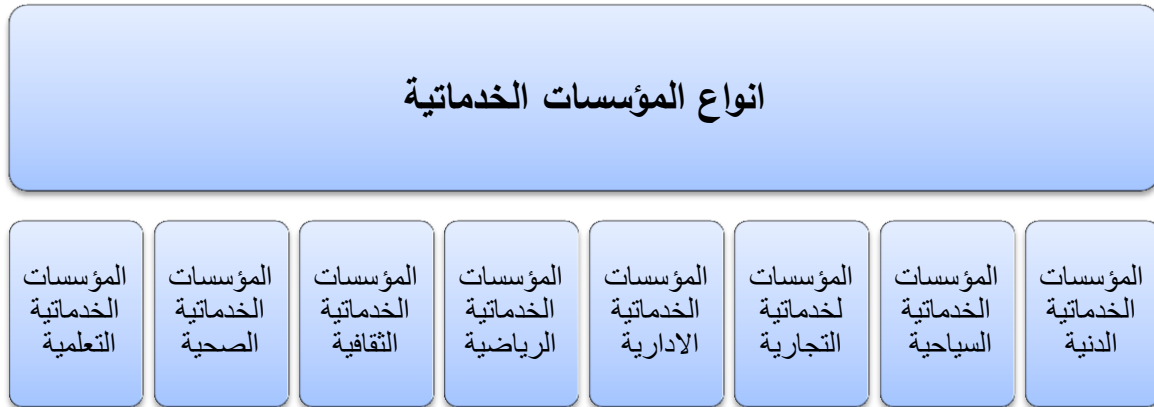 انواع المؤسسات الخدماتية
المؤسسات
الخدماتية
الدنية
المؤسسات
الخدماتية
السياحية
المؤسسات
لخدماتية
التجارية
المؤسسات
الخدماتية
الادارية
المؤسسات
الخدماتية
الرياضية
المؤسسات
الخدماتية
الثقافية
المؤسسات
الخدماتية
الصحية
المؤسسات
الخدماتية
التعلمية